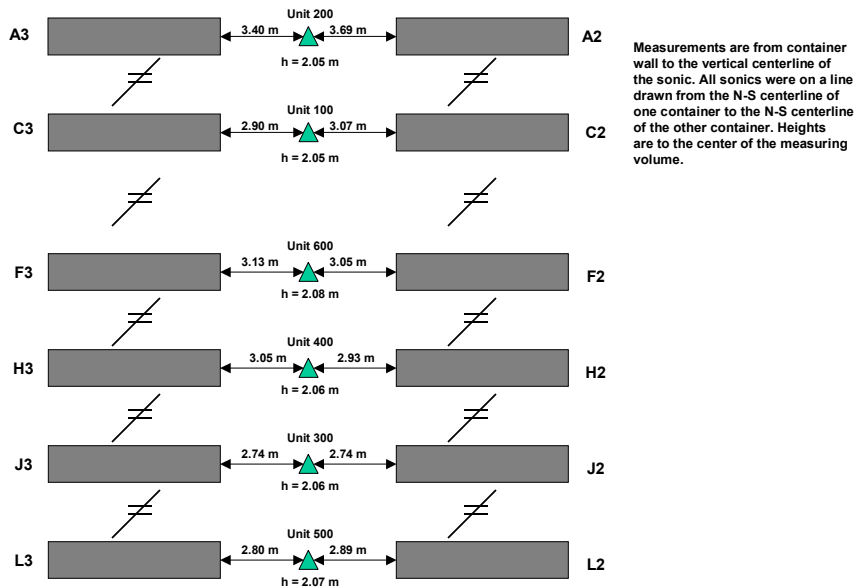 Unit 200
A3
3.40 m
3.69 m
A2
h = 2.05 m
Measurements are from container
wall to the vertical centerline of
the sonic. All sonics were on a line
drawn from the N-S centerline of
one container to the N-S centerline
of the other container. Heights
are to the center of the measuring
volume.
Unit 100
C3
2.90 m
3.07 m
C2
h = 2.05 m
Unit 600
F3
3.13 m
3.05 m
F2
h = 2.08 m
Unit 400
H3
3.05 m
2.93 m
H2
h = 2.06 m
Unit 300
J3
2.74 m
2.74 m
J2
h = 2.06 m
Unit 500
L3
2.80 m
2.89 m
L2
h = 2.07 m